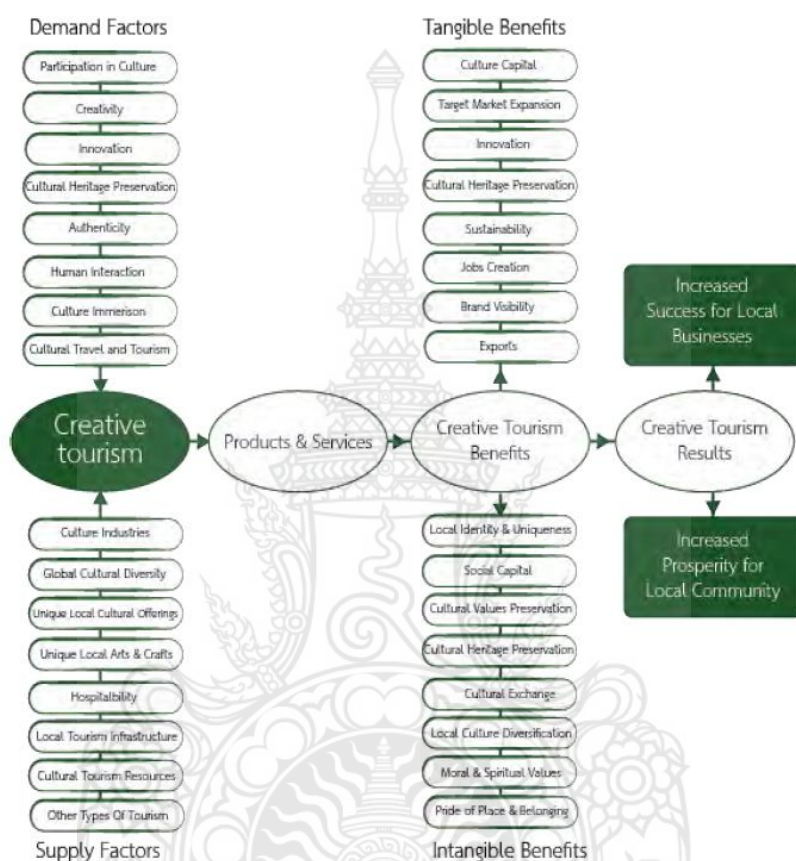 Demand Factors
Participation in Culture
Creativity
Innovation
Cultural Heritage Preservation
Authenticity
Human Interaction
Culture Immerison
Cultural Travel and Tourism
Tangible Benefits
Culture Capital
Target Market Expansion
Innovation
Cultural Heritage Preservation
Sustainability
Jobs Creation
Brand Visibility
Exports
Increased
Success for Local
Businesses
Creative
tourism
Products & Services
Creative Tourism
Benefits
Creative Tourism
Results
Culture Industries
Global Cultural Diversity
Unique Local Cultural Offerings
Unique Local Arts & Crafts
Hospitalbility
Local Tourism Infrastructure
Cultural Tourism Resources
Other Types Of Tourism
Supply Factors
Local Identity & Uniqueness
Social Capital
Cultural Values Preservation
Cultural Heritage Preservation
Cultural Exchange
Local Culture Diversification
Moral & Spiritual Values
Pride of Place & Belonging
Intangible Benefits
Increased
Prosperity for
Local Community